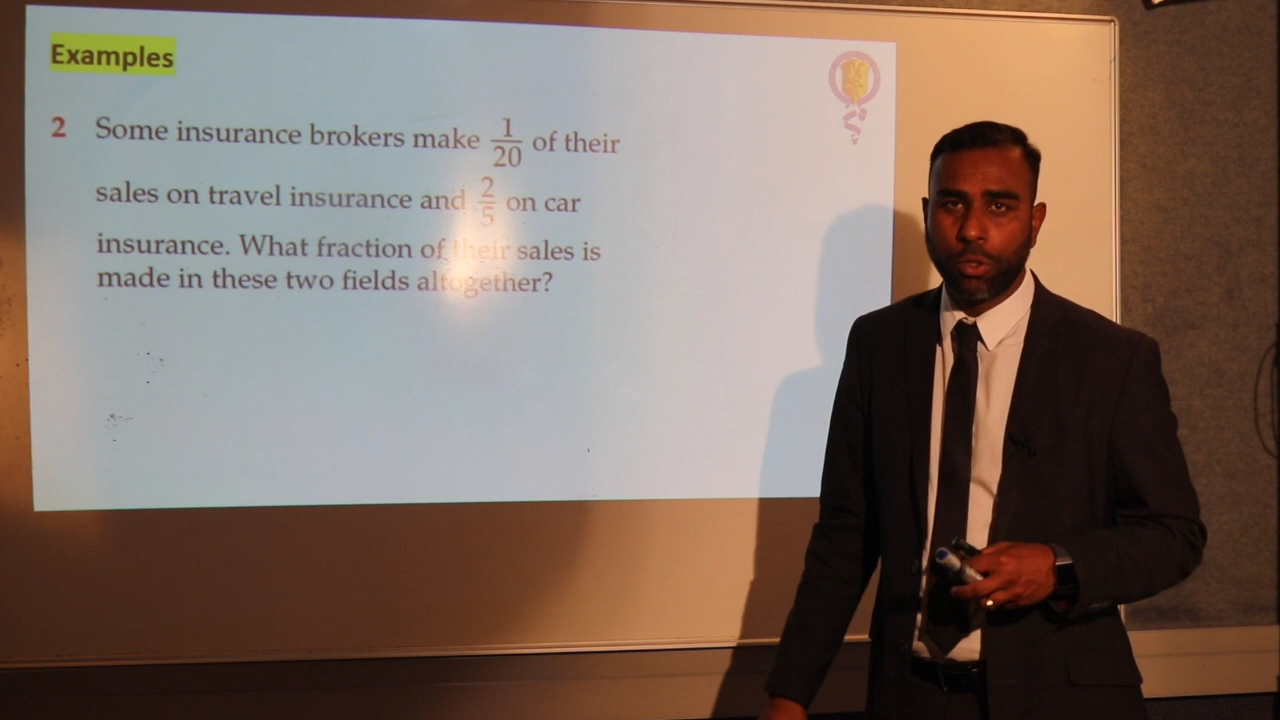 Examples
2 Some insurance brokers make 1/20 of their
sales on travel insurance and 2/5 on car
insurance. What fraction of their sales is
made in these two fields altogether?